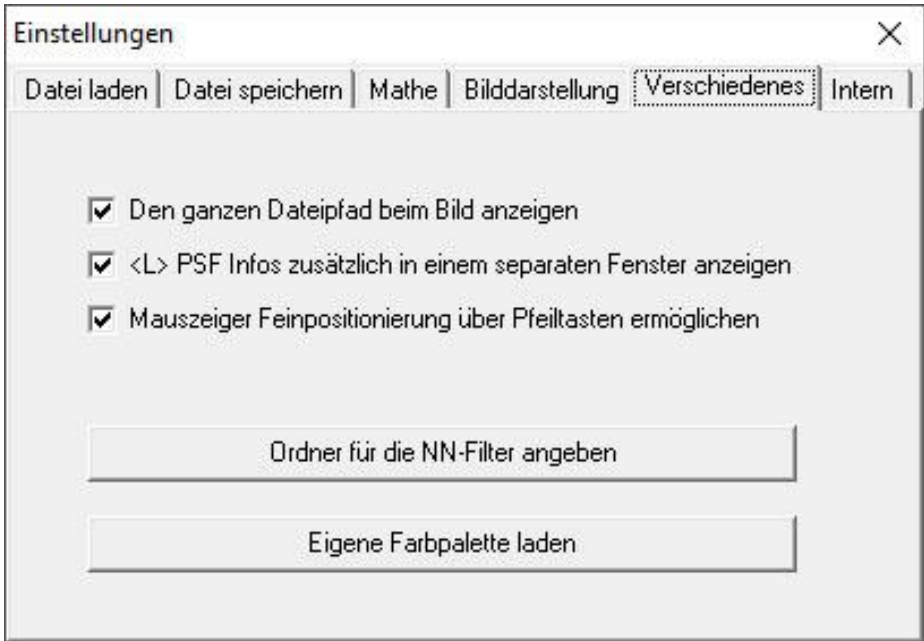 Einstellungen
Datei laden Datei speichern Mathe Bilddarstellung Verschiedenes Intern
Den ganzen Dateipfad beim Bild anzeigen
<L> PSF Infos zusätzlich in einem separaten Fenster anzeigen
Mauszeiger Feinpositionierung über Pfeiltasten ermöglichen
Ordner für die NN-Filter angeben
Eigene Farbpalette laden